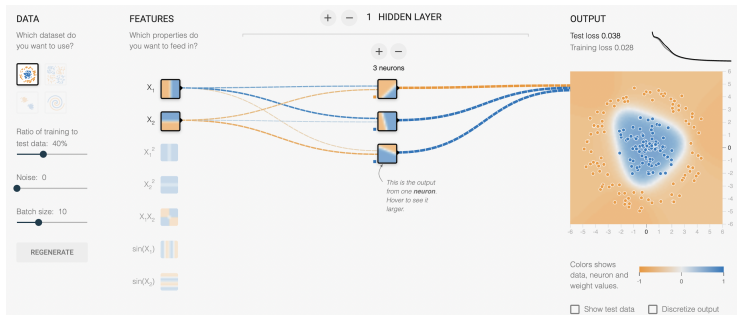 DATA
Which dataset do
you want to use?
Ratio of training to
test data: 40%
Noise: 0
Batch size: 10
REGENERATE
FEATURES
Which properties do
you want to feed in?
X₁
X₂
X₁²
X₂²
X₁X₂
sin(X₁)
sin(X₂)
+ − 1 HIDDEN LAYER
+ −
3 neurons
This is the output
from one neuron.
Hover to see it
larger.
OUTPUT
Test loss 0.038
Training loss 0.028
6
5
4
3
2
1
0
-1
-2
-3
-4
-5
-6
-6 -5 -4 -3 -2 -1 0 1 2 3 4 5 6
Colors shows
data, neuron and
weight values.
-1 0 1
Show test data Discretize output